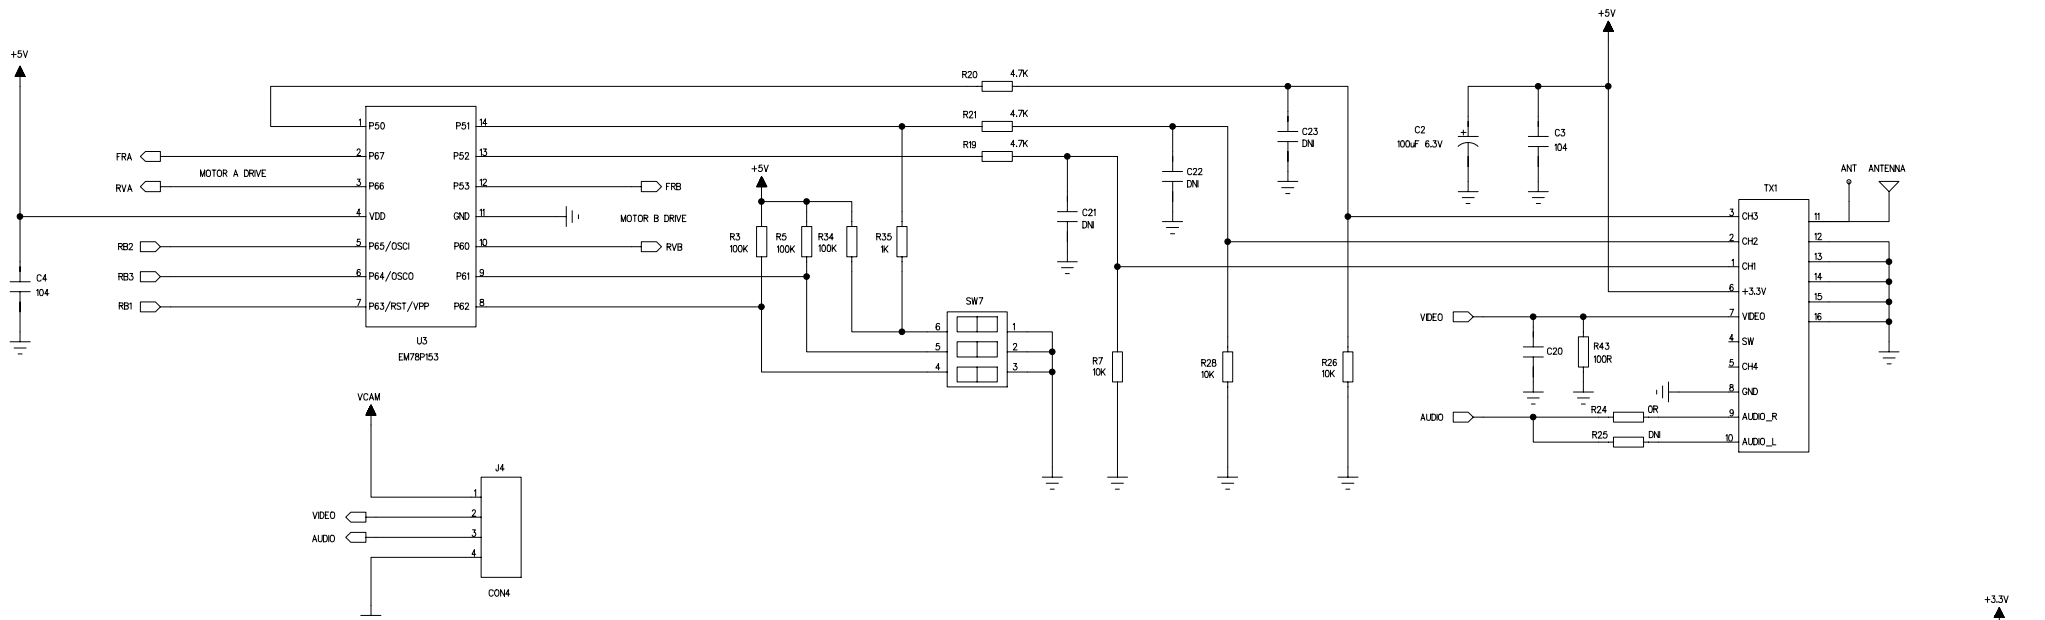 +5V
+5V
R20 4.7K
R21 4.7K
R19 4.7K
1 P50 P51 14
FRA 2 P67 P52 13
MOTOR A DRIVE
RVA 3 P66 P53 12 FRB
4 VDD GND 11
MOTOR B DRIVE
RB2 5 P65/OSCI P60 10 RVB
RB3 6 P64/OSCO P61 9
RB1 7 P63/RST/VPP P62 8
U3
EM78P153
C4
104
+5V
R3
100K
R5
100K
R34
100K
R35
1K
SW7
6 1
5 2
4 3
C21
DNI
C22
DNI
C23
DNI
R7
10K
R28
10K
R26
10K
C2
100uF 6.3V
+
C3
104
ANT ANTENNA
TX1
3 CH3 11
2 CH2 12
1 CH1 13
6 +3.3V 14
15
VIDEO 7 VIDEO 16
4 SW
5 CH4
8 GND
C20
R43
100R
AUDIO R24 0R 9 AUDIO_R
R25 DNI 10 AUDIO_L
VCAM
J4
1
VIDEO 2
AUDIO 3
4
CON4
+3.3V